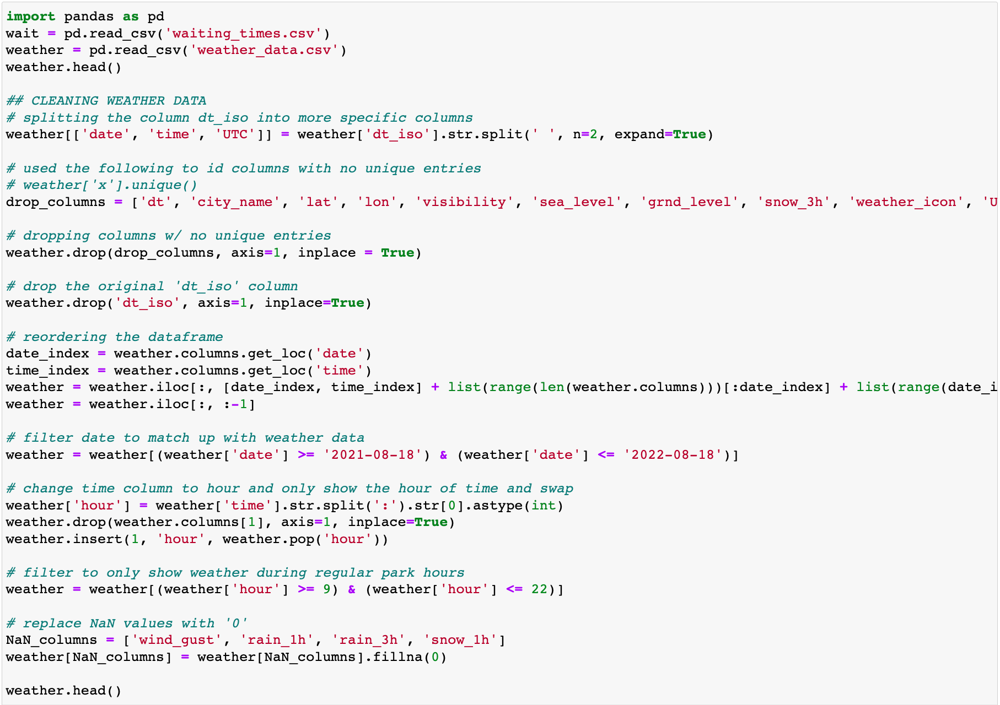 import pandas as pd
wait = pd.read_csv('waiting_times.csv')
weather = pd.read_csv('weather_data.csv')
weather.head()
## CLEANING WEATHER DATA
# splitting the column dt_iso into more specific columns
weather[['date', 'time', 'UTC']] = weather['dt_iso'].str.split(' ', n=2, expand=True)
# used the following to id columns with no unique entries
# weather['x'].unique()
drop_columns = ['dt', 'city_name', 'lat', 'lon', 'visibility', 'sea_level', 'grnd_level', 'snow_3h', 'weather_icon', 'U
# dropping columns w/ no unique entries
weather.drop(drop_columns, axis=1, inplace = True)
# drop the original 'dt_iso' column
weather.drop('dt_iso', axis=1, inplace=True)
# reordering the dataframe
date_index = weather.columns.get_loc('date')
time_index = weather.columns.get_loc('time')
weather = weather.iloc[:, [date_index, time_index] + list(range(len(weather.columns)))[:date_index] + list(range(date_i
weather = weather.iloc[:, :-1]
# filter date to match up with weather data
weather = weather[(weather['date'] >= '2021-08-18') & (weather['date'] <= '2022-08-18')]
# change time column to hour and only show the hour of time and swap
weather['hour'] = weather['time'].str.split(':').str[0].astype(int)
weather.drop(weather.columns[1], axis=1, inplace=True)
weather.insert(1, 'hour', weather.pop('hour'))
# filter to only show weather during regular park hours
weather = weather[(weather['hour'] >= 9) & (weather['hour'] <= 22)]
# replace NaN values with '0'
NaN_columns = ['wind_gust', 'rain_1h', 'rain_3h', 'snow_1h']
weather[NaN_columns] = weather[NaN_columns].fillna(0)
weather.head()